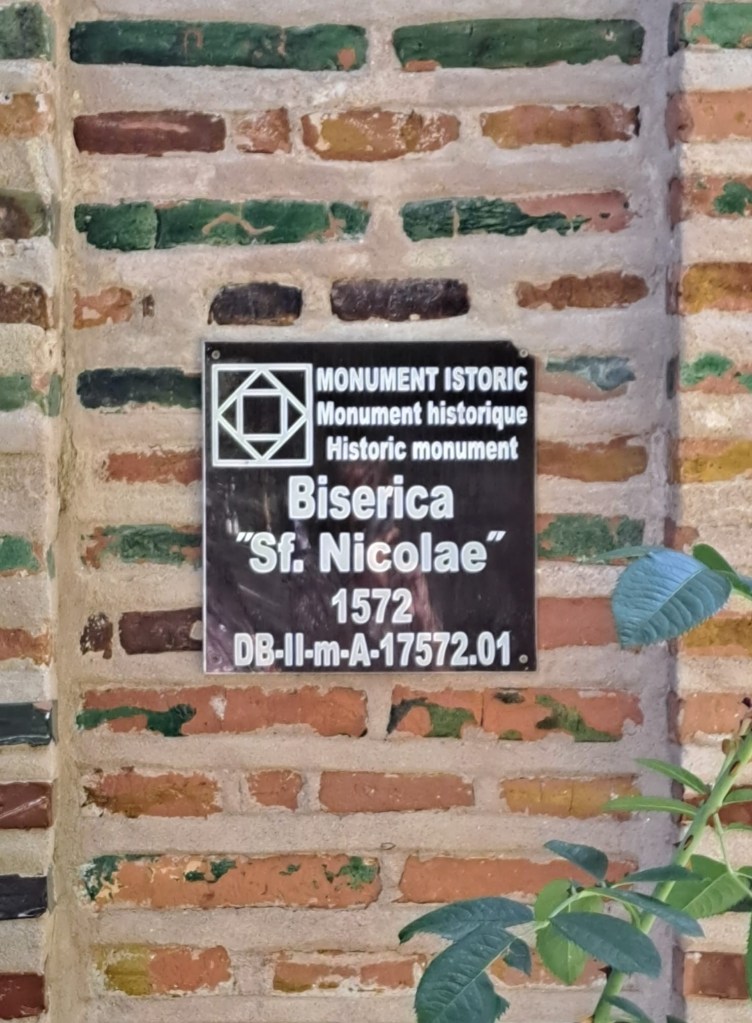 MONUMENT ISTORIC
Monument historique
Historic monument
Biserica
"Sf. Nicolae"
1572
DB-II-m-A-17572.01